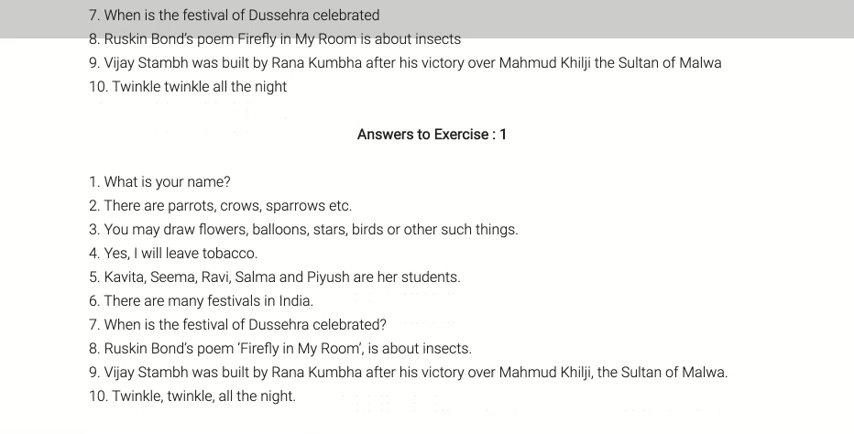 7. When is the festival of Dussehra celebrated
8. Ruskin Bond's poem Firefly in My Room is about insects
9. Vijay Stambh was built by Rana Kumbha after his victory over Mahmud Khilji the Sultan of Malwa
10. Twinkle twinkle all the night
Answers to Exercise : 1
1. What is your name?
2. There are parrots, crows, sparrows etc.
3. You may draw flowers, balloons, stars, birds or other such things.
4. Yes, I will leave tobacco.
5. Kavita, Seema, Ravi, Salma and Piyush are her students.
6. There are many festivals in India.
7. When is the festival of Dussehra celebrated?
8. Ruskin Bond's poem 'Firefly in My Room', is about insects.
9. Vijay Stambh was built by Rana Kumbha after his victory over Mahmud Khilji, the Sultan of Malwa.
10. Twinkle, twinkle, all the night.